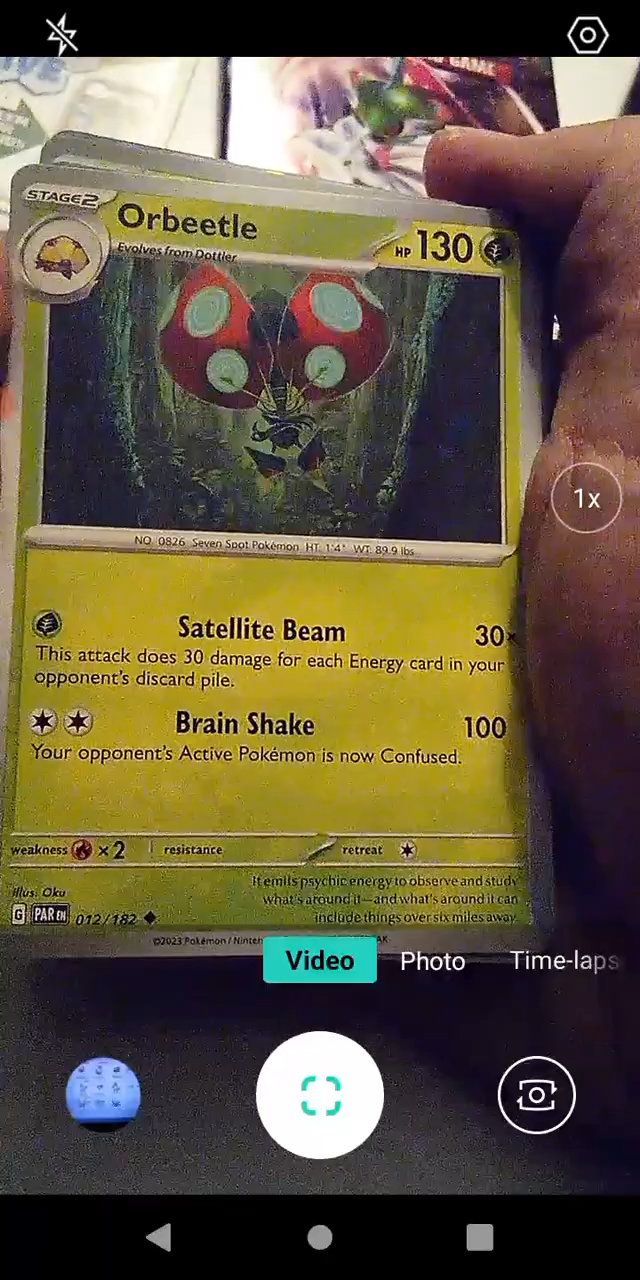 GAME
STAGE2
Orbeetle
HP 130
Evolves from Dottler
1x
NO 0826 Seven Spot Pokémon HT: 1'4" WT: 89.9 lbs
Satellite Beam 30×
This attack does 30 damage for each Energy card in your
opponent's discard pile.
Brain Shake 100
Your opponent's Active Pokémon is now Confused.
weakness ×2 resistance retreat
illus. Oku
It emits psychic energy to observe and study
what's around it—and what's around it can
include things over six miles away.
G PAR EN 012/182
©2023 Pokémon / Ninten
Video Photo Time-laps